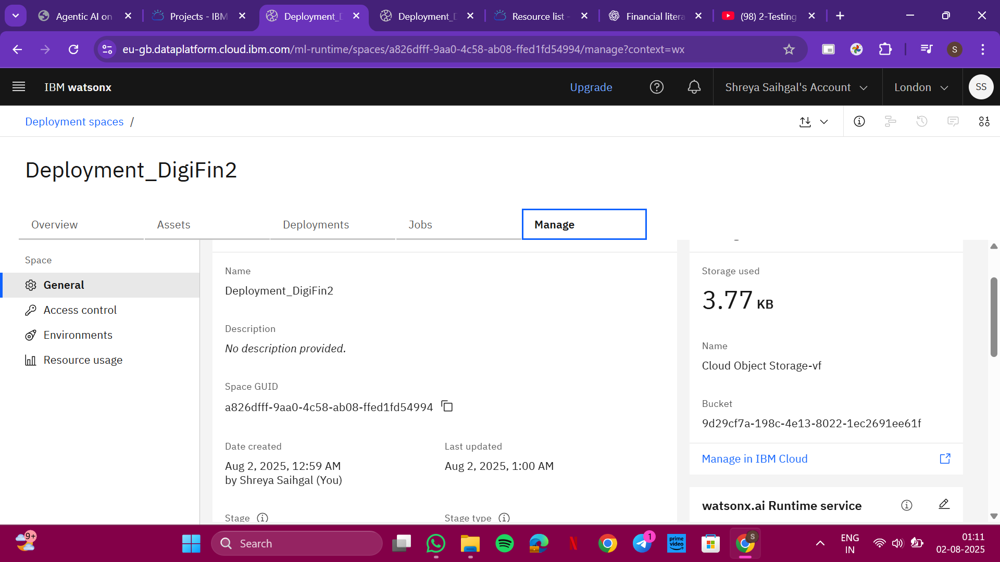 Agentic AI on
Projects - IBM
Deployment_D
Deployment_D
Resource list -
Financial litera
(98) 2-Testing
eu-gb.dataplatform.cloud.ibm.com/ml-runtime/spaces/a826dfff-9aa0-4c58-ab08-ffed1fd54994/manage?context=wx
S
IBM watsonx
Upgrade
Shreya Saihgal's Account
London
SS
Deployment spaces /
Deployment_DigiFin2
Overview
Assets
Deployments
Jobs
Manage
Space
General
Access control
Environments
Resource usage
Name
Deployment_DigiFin2
Description
No description provided.
Space GUID
a826dfff-9aa0-4c58-ab08-ffed1fd54994
Date created
Aug 2, 2025, 12:59 AM
by Shreya Saihgal (You)
Last updated
Aug 2, 2025, 1:00 AM
Stage
Stage type
Storage used
3.77 KB
Name
Cloud Object Storage-vf
Bucket
9d29cf7a-198c-4e13-8022-1ec2691ee61f
Manage in IBM Cloud
watsonx.ai Runtime service
9+
Search
1
prime video
S
ENG
IN
01:11
02-08-2025